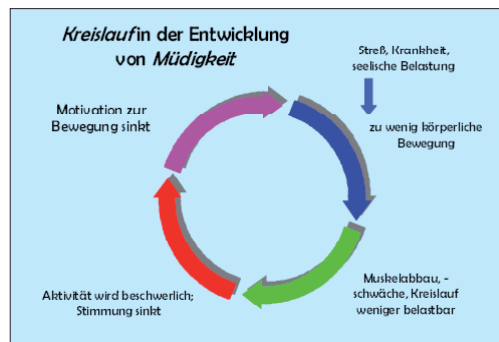 Kreislauf in der Entwicklung
von Müdigkeit
Streß, Krankheit,
seelische Belastung
zu wenig körperliche
Bewegung
Muskelabbau, -
schwäche, Kreislauf
weniger belastbar
Aktivität wird beschwerlich;
Stimmung sinkt
Motivation zur
Bewegung sinkt